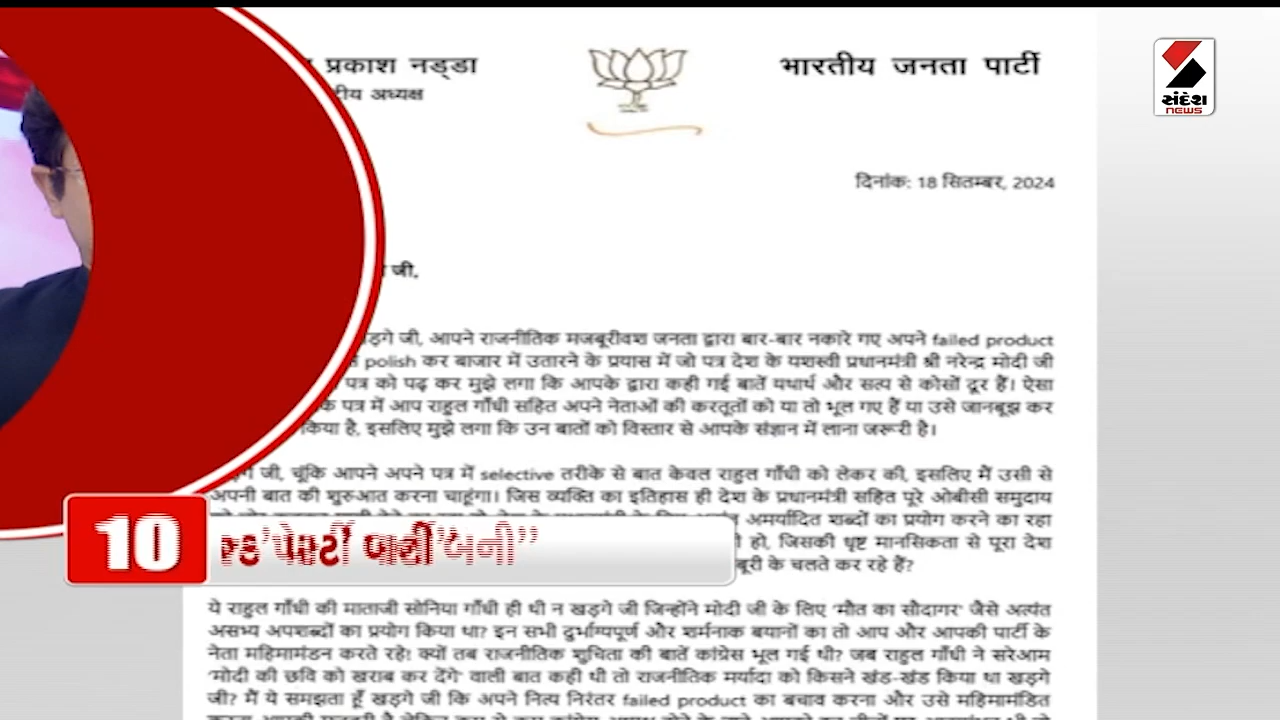 प्रकाश नड्डा
भारतीय जनता पार्टी
अध्यक्ष
સંદેશ
NEWS
दिनांक: 18 सितम्बर, 2024
जी,
जी, आपने राजनीतिक मजबूरीवश जनता द्वारा बार-बार नकारे गए अपने failed product
polish कर बाजार में उतारने के प्रयास में जो पत्र देश के यशस्वी प्रधानमंत्री श्री नरेन्द्र मोदी जी
पत्र को पढ़ कर मुझे लगा कि आपके द्वारा कही गई बातें यथार्थ और सत्य से कोसों दूर हैं। ऐसा
पत्र में आप राहुल गाँधी सहित अपने नेताओं की करतूतों को या तो भूल गए हैं या उसे जानबूझ कर
किया है, इसलिए मुझे लगा कि उन बातों को विस्तार से आपके संज्ञान में लाना जरूरी है।
जी, चूंकि आपने अपने पत्र में selective तरीके से बात केवल राहुल गाँधी को लेकर की, इसलिए मैं उसी से
अपनी बात की शुरुआत करना चाहूंगा। जिस व्यक्ति का इतिहास ही देश के प्रधानमंत्री सहित पूरे ओबीसी समुदाय
अमर्यादित शब्दों का प्रयोग करने का रहा
हो, जिसकी धृष्ट मानसिकता से पूरा देश
के चलते कर रहे हैं?
10
ये राहुल गाँधी की माताजी सोनिया गाँधी ही थी न खड़गे जी जिन्होंने मोदी जी के लिए 'मौत का सौदागर' जैसे अत्यंत
असभ्य अपशब्दों का प्रयोग किया था? इन सभी दुर्भाग्यपूर्ण और शर्मनाक बयानों का तो आप और आपकी पार्टी के
नेता महिमामंडन करते रहे! क्यों तब राजनीतिक शुचिता की बातें कांग्रेस भूल गई थी? जब राहुल गाँधी ने सरेआम
'मोदी की छवि को खराब कर देंगे' वाली बात कही थी तो राजनीतिक मर्यादा को किसने खंड-खंड किया था खड़गे
जी? मैं ये समझता हूँ खड़गे जी कि अपने नित्य निरंतर failed product का बचाव करना और उसे महिमामंडित